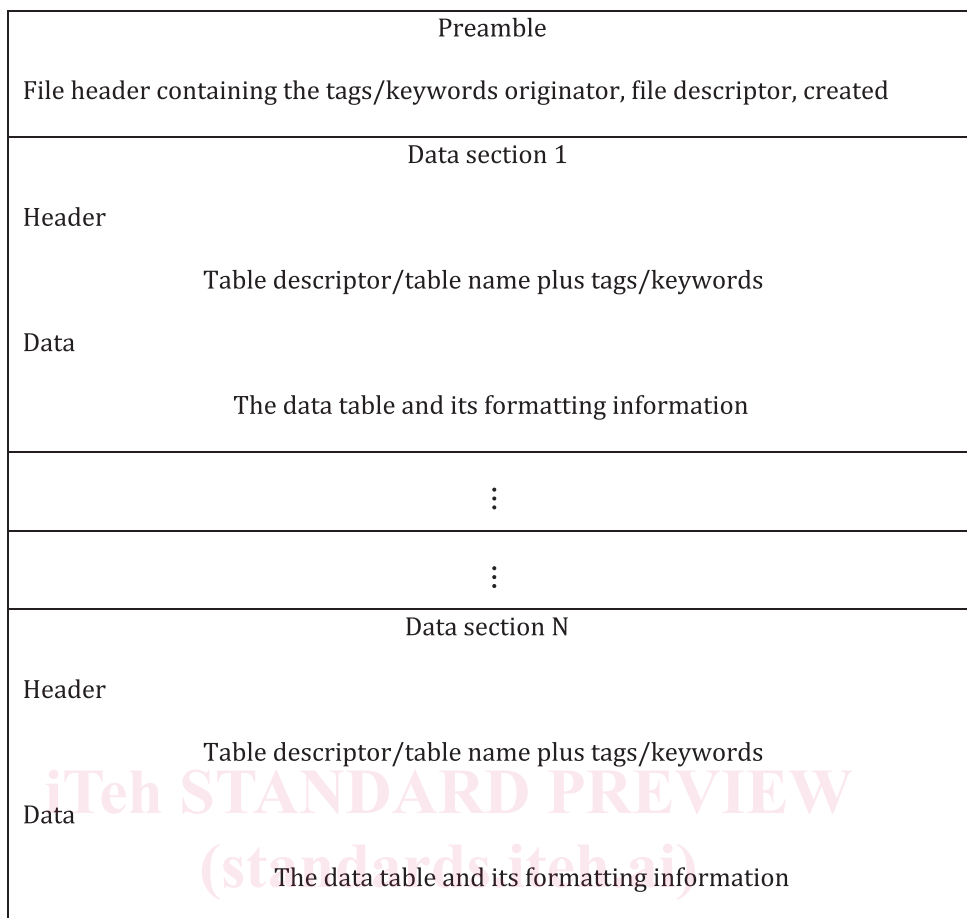 Preamble
File header containing the tags/keywords originator, file descriptor, created
Data section 1
Header
Table descriptor/table name plus tags/keywords
Data
The data table and its formatting information
⋮
⋮
Data section N
Header
Table descriptor/table name plus tags/keywords
iTeh STANDARD PREVIEW
Data
(standards.iteh.ai)
The data table and its formatting information